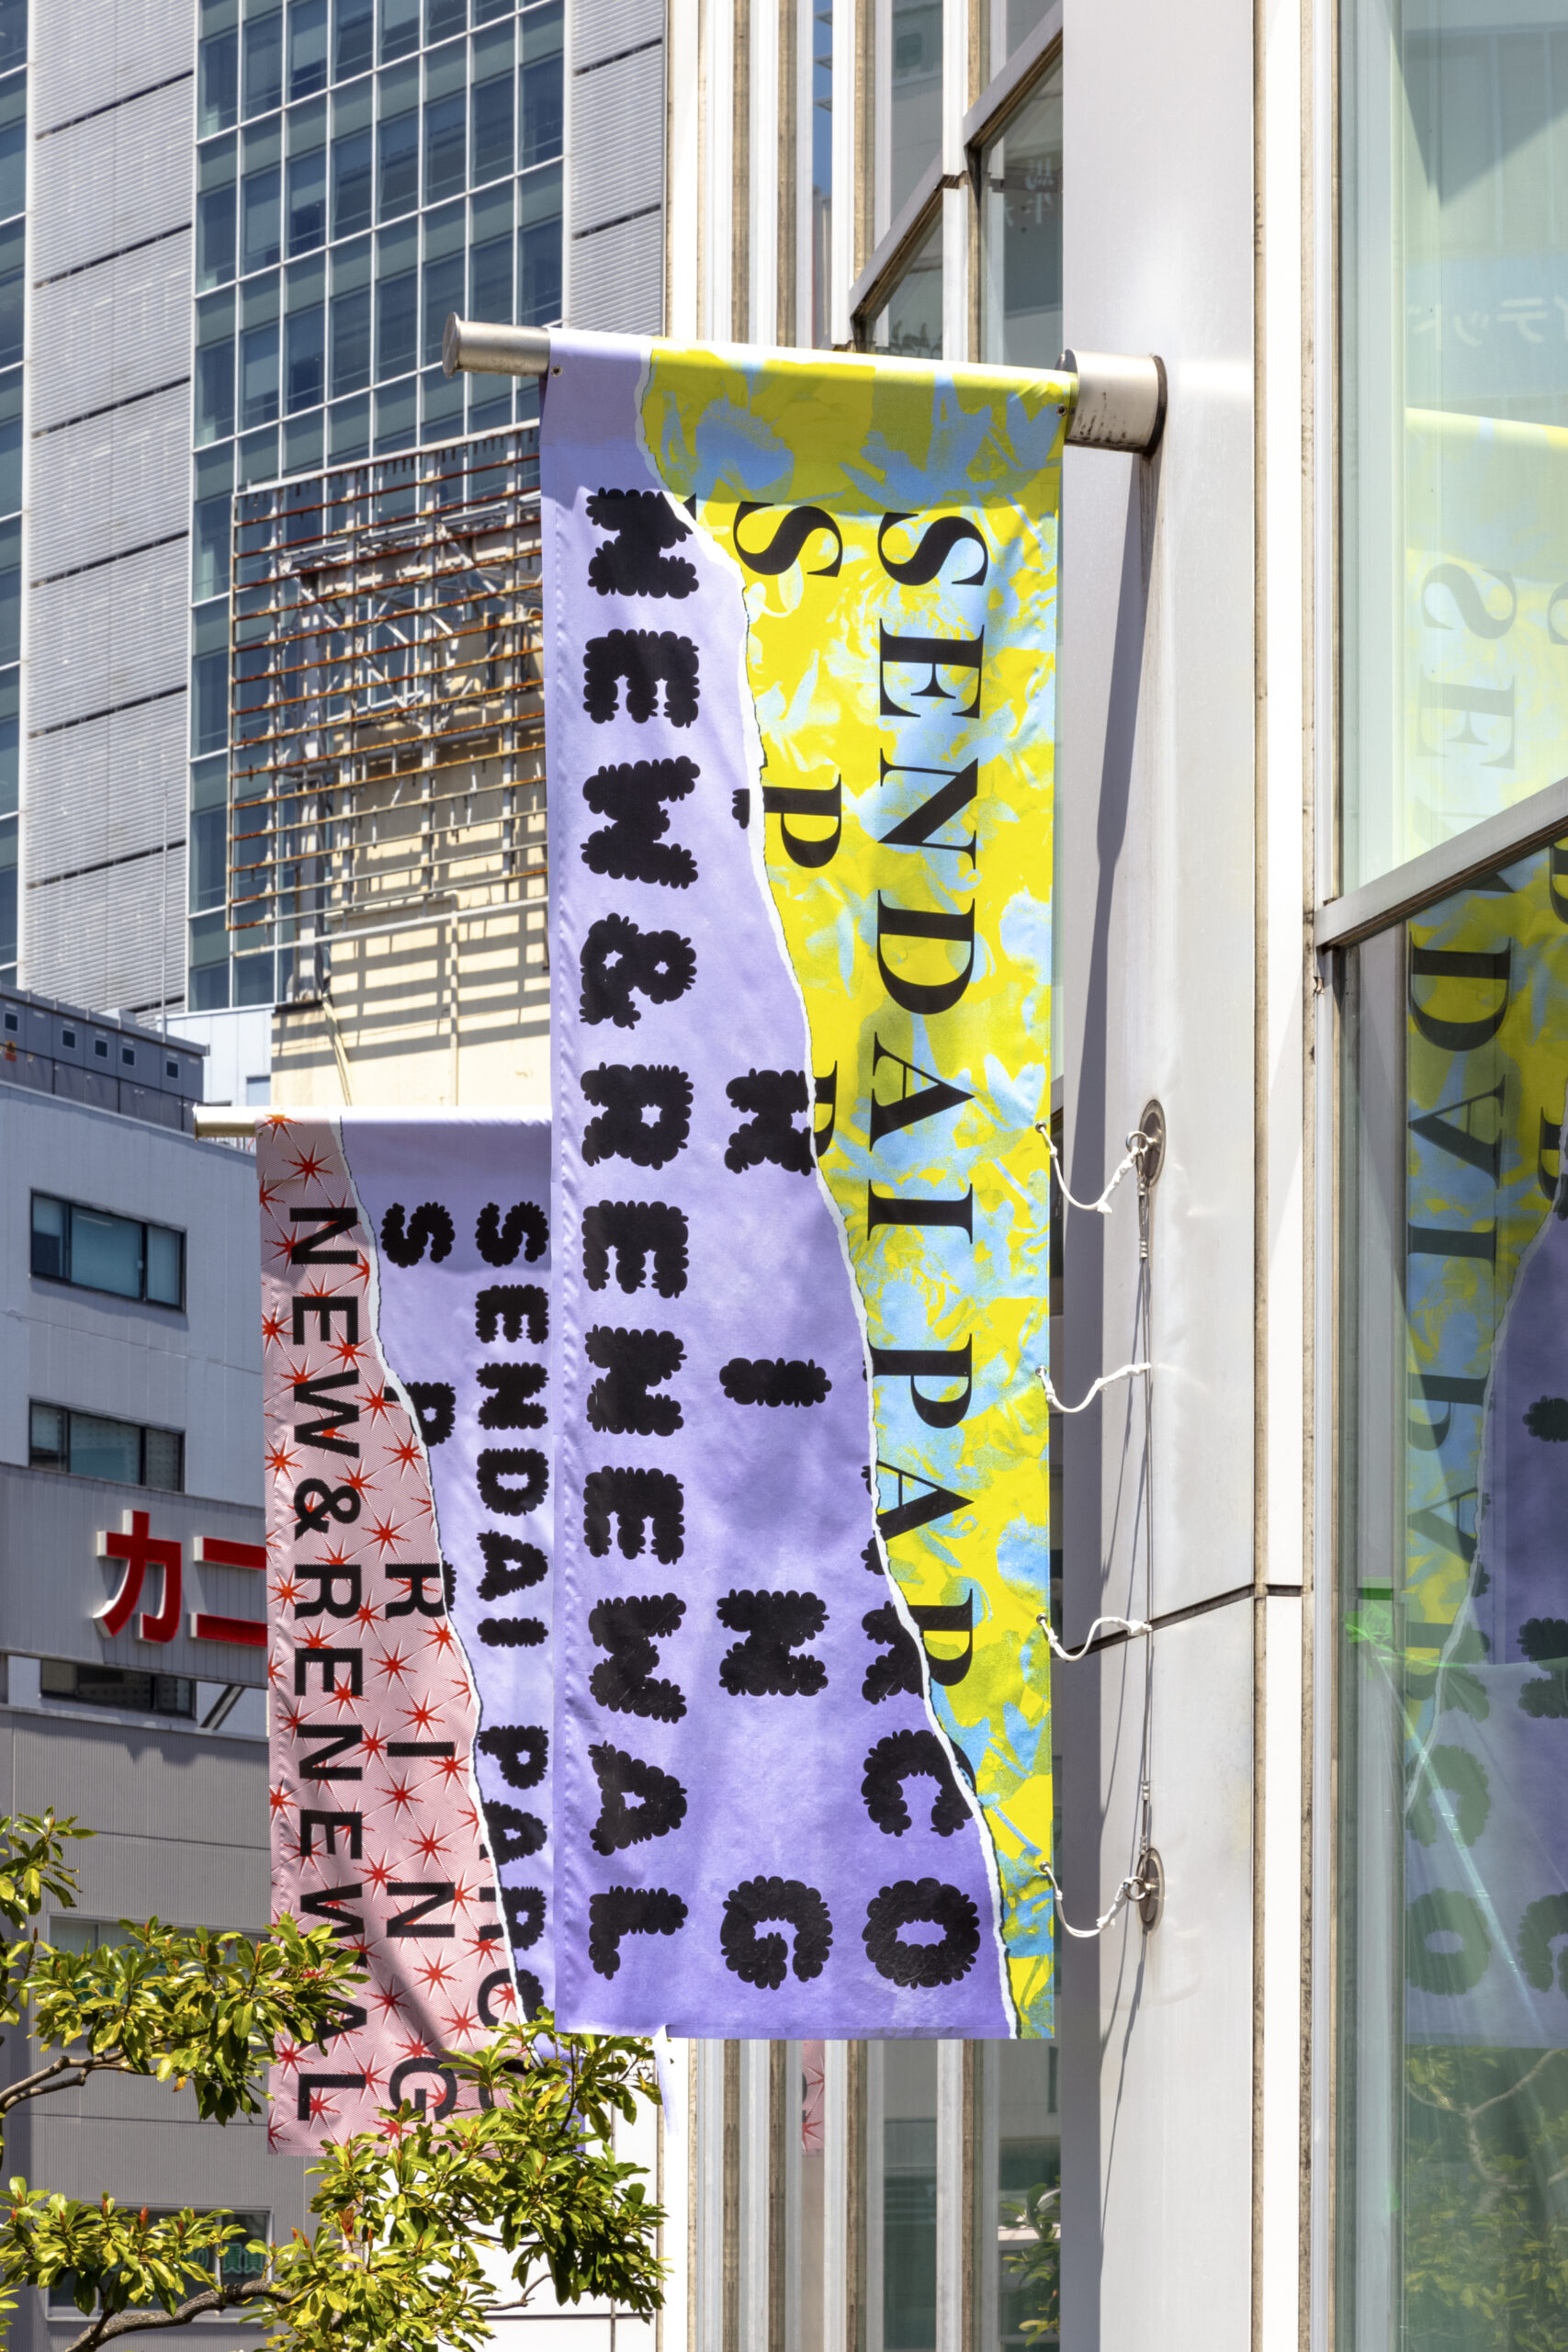 SENDAI PARCO
SPRING
NEW&RENEWAL
SENDAI PARCO
SPRING
NEW&RENEWAL
カニ